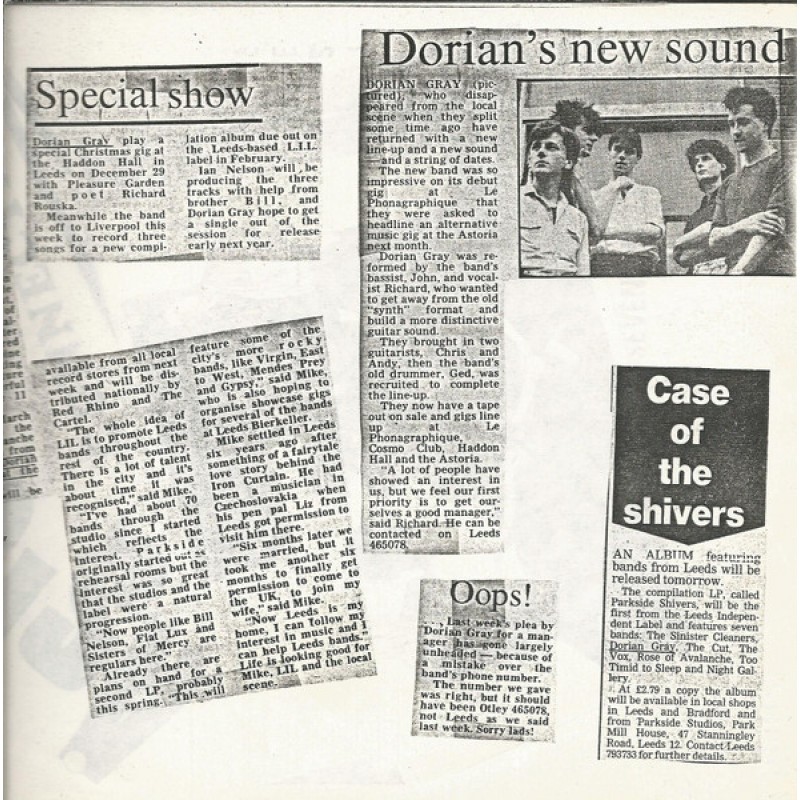 Special show
Dorian Gray play a
special Christmas gig at
the Haddon Hall in
Leeds on December 29
with Pleasure Garden
and poet Richard
Rouska.
Meanwhile the band
is off to Liverpool this
week to record three
songs for a new compi-
lation album due out on
the Leeds-based L.I.L.
label in February.
Ian Nelson will be
producing the three
tracks with help from
brother Bill, and
Dorian Gray hope to get
a single out of the
session for release
early next year.
Dorian's new sound
DORIAN GRAY (pic-
tured), who disap-
peared from the local
scene when they split
some time ago have
returned with a new
line-up and a new sound
— and a string of dates.
The new band was so
impressive on its debut
gig at Le
Phonagraphique that
they were asked to
headline an alternative
music gig at the Astoria
next month.
Dorian Gray was re-
formed by the band's
bassist, John, and vocal-
ist Richard, who wanted
to get away from the old
"synth" format and
build a more distinctive
guitar sound.
They brought in two
guitarists, Chris and
Andy, then the band's
old drummer, Ged, was
recruited to complete
the line-up.
They now have a tape
out on sale and gigs line
up at Le
Phonagraphique,
Cosmo Club, Haddon
Hall and the Astoria.
"A lot of people have
showed an interest in
us, but we feel our first
priority is to get our-
selves a good manager,"
said Richard. He can be
contacted on Leeds
465078.
available from all local
record stores from next
week and will be dis-
tributed nationally by
Red Rhino and The
Cartel.
"The whole idea of
LIL is to promote Leeds
bands throughout the
rest of the country.
There is a lot of talent
in the city and it's
about time it was
recognised," said Mike.
"I've had about 70
bands through the
studio since I started
which reflects the
interest. Parkside
originally started out as
rehearsal rooms but the
interest was so great
that the studios and the
label were a natural
progression.
"Now people like Bill
Nelson, Flat Lux and
Sisters of Mercy are
regulars here."
Already there are
plans on hand for a
second LP, probably
this spring. "This will
feature some of the
city's more rocky
bands, like Virgin, East
to West, Mendes Prey
and Gypsy," said Mike,
who is also hoping to
organise showcase gigs
for several of the bands
at Leeds Bierkeller.
Mike settled in Leeds
six years ago after
something of a fairytale
love story behind the
Iron Curtain. He had
been a musician in
Czechoslovakia when
his pen pal Liz from
Leeds got permission to
visit him there.
"Six months later we
were married, but it
took me another six
months to finally get
permission to come to
the UK, to join my
wife," said Mike.
"Now Leeds is my
home, I can follow my
interest in music and I
can help Leeds bands."
Life is looking good for
Mike, LIL and the local
scene.
Oops!
Last week's plea by
Dorian Gray for a man-
ager has gone largely
unheaded — because of
a mistake over the
band's phone number.
The number we gave
was right, but it should
have been Otley 465078,
not Leeds as we said
last week. Sorry lads!
Case
of
the
shivers
AN ALBUM featuring
bands from Leeds will be
released tomorrow.
The compilation LP, called
Parkside Shivers, will be the
first from the Leeds Indepen-
dent Label and features seven
bands: The Sinister Cleaners,
Dorian Gray, The Cut, The
Vox, Rose of Avalanche, Too
Timid to Sleep and Night Gal-
lery.
At £2.79 a copy the album
will be available in local shops
in Leeds and Bradford and
from Parkside Studios, Park
Mill House, 47 Stanningley
Road, Leeds 12. Contact Leeds
793733 for further details.